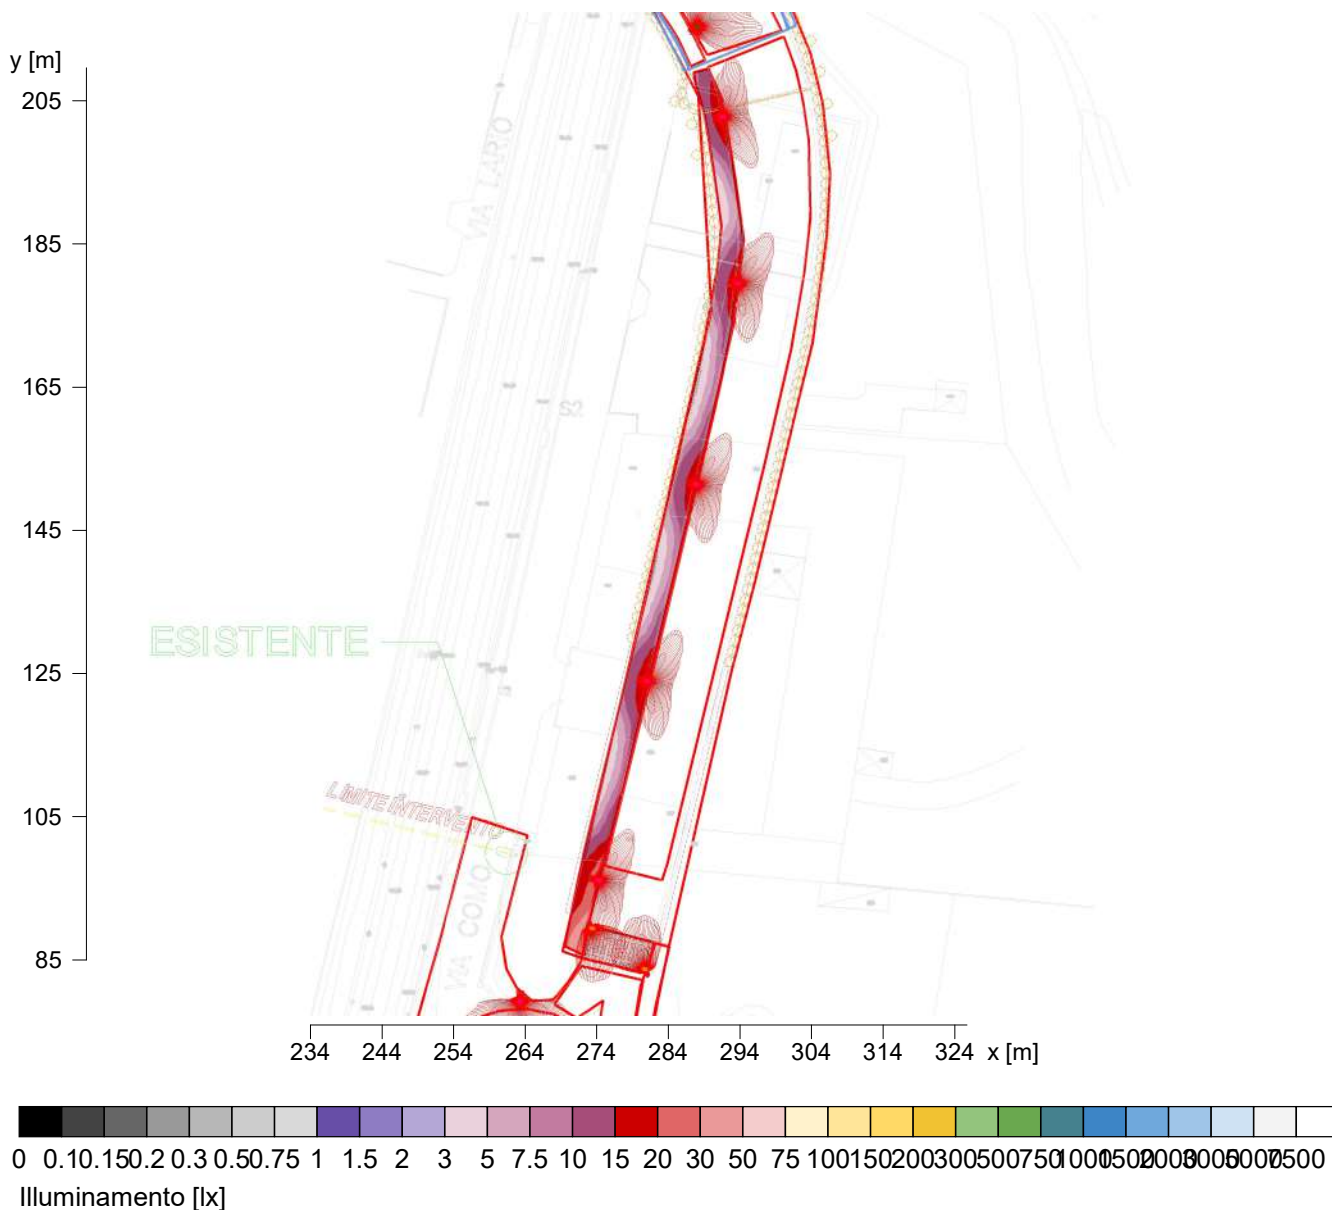 y [m]
205
185
165
145
125
105
85
VIA LARIO
S2
ESISTENTE
LIMITE INTERVENTO
VIA COMO
234 244 254 264 274 284 294 304 314 324 x [m]
0 0.1 0.15 0.2 0.3 0.5 0.75 1 1.5 2 3 5 7.5 10 15 20 30 50 75 100 150 200 300 500 750 1000 1500 2000 3000 5000 7500
Illuminamento [lx]